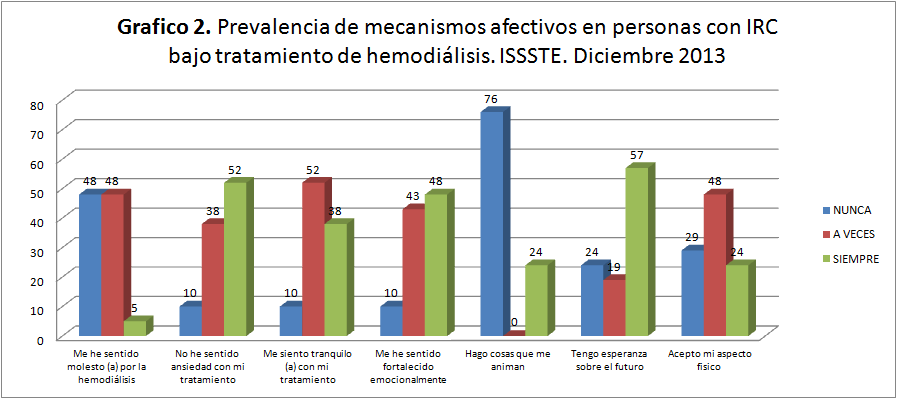 Grafico 2. Prevalencia de mecanismos afectivos en personas con IRC
bajo tratamiento de hemodiálisis. ISSSTE. Diciembre 2013
80
70
60
50
40
30
20
10
0
48
48
5
10
38
52
10
52
38
10
43
48
76
0
24
24
19
57
29
48
24
Me he sentido
molesto (a) por la
hemodiálisis
No he sentido
ansiedad con mi
tratamiento
Me siento tranquilo
(a) con mi
tratamiento
Me he sentido
fortalecido
emocionalmente
Hago cosas que me
animan
Tengo esperanza
sobre el futuro
Acepto mi aspecto
fisico
NUNCA
A VECES
SIEMPRE